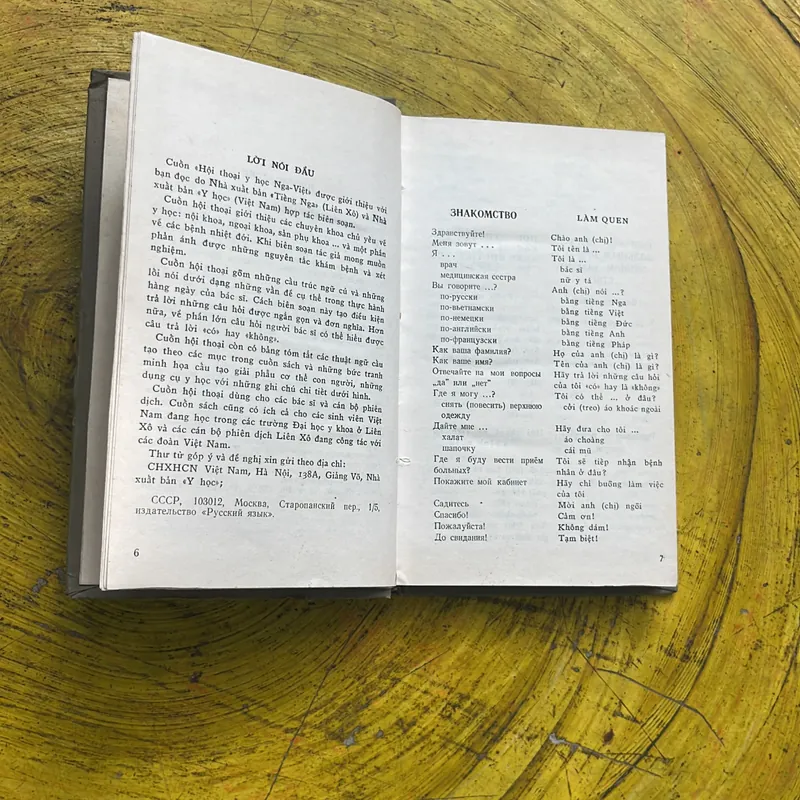 LỜI NÓI ĐẦU
Cuốn «Hội thoại y học Nga-Việt» được giới thiệu với
bạn đọc do Nhà xuất bản «Tiếng Nga» (Liên Xô) và Nhà
xuất bản «Y học» (Việt Nam) hợp tác biên soạn.
Cuốn hội thoại giới thiệu các chuyên khoa chủ yếu về
y học: nội khoa, ngoại khoa, sản phụ khoa ... và một phần
về các bệnh nhiệt đới. Khi biên soạn tác giả mong muốn
phản ánh được những nguyên tắc khám bệnh và xét
nghiệm.
Cuốn hội thoại gồm những cấu trúc ngữ cú và những
lời nói dưới dạng những vấn đề cụ thể trong thực hành
hàng ngày của bác sĩ. Cách biên soạn này tạo điều kiện
trả lời những câu hỏi được ngắn gọn và đơn nghĩa. Hơn
nữa, về phần lớn câu hỏi người bác sĩ có thể hiểu được
câu trả lời «có» hay «không».
Cuốn hội thoại còn có bảng tóm tắt các thuật ngữ cấu
tạo theo các mục trong cuốn sách và những bức tranh
minh họa cấu tạo giải phẫu cơ thể con người, những
dụng cụ y học với những ghi chú chi tiết dưới hình.
Cuốn hội thoại dùng cho các bác sĩ và cán bộ phiên
dịch. Cuốn sách cũng có ích cả cho các sinh viên Việt
Nam đang học trong các trường Đại học y khoa ở Liên
Xô và các cán bộ phiên dịch Liên Xô đang công tác với
các đoàn Việt Nam.
Thư từ góp ý và đề nghị xin gửi theo địa chỉ:
CHXHCN Việt Nam, Hà Nội, 138A, Giảng Võ, Nhà
xuất bản «Y học»;
СССР, 103012, Москва, Старопанский пер., 1/5,
издательство «Русский язык».
6
ЗНАКОМСТВО LÀM QUEN
Здравствуйте! Chào anh (chị)!
Меня зовут ... Tôi tên là ...
Я ... Tôi là ...
врач bác sĩ
медицинская сестра nữ y tá
Вы говорите ...? Anh (chị) nói ...?
по-русски bằng tiếng Nga
по-вьетнамски bằng tiếng Việt
по-немецки bằng tiếng Đức
по-английски bằng tiếng Anh
по-французски bằng tiếng Pháp
Как ваша фамилия? Họ của anh (chị) là gì?
Как ваше имя? Tên của anh (chị) là gì?
Отвечайте на мои вопросы Hãy trả lời những câu hỏi
„да" или „нет" của tôi «có» hay là «không»
Где я могу ...? Tôi có thể ... ở đâu?
снять (повесить) верхнюю cởi (treo) áo khoác ngoài
одежду
Дайте мне ... Hãy đưa cho tôi ...
халат áo choàng
шапочку cái mũ
Где я буду вести приём Tôi sẽ tiếp nhận bệnh
больных? nhân ở đâu?
Покажите мой кабинет Hãy chỉ buồng làm việc
của tôi
Садитесь Mời anh (chị) ngồi
Спасибо! Cảm ơn!
Пожалуйста! Không dám!
До свидания! Tạm biệt!
7